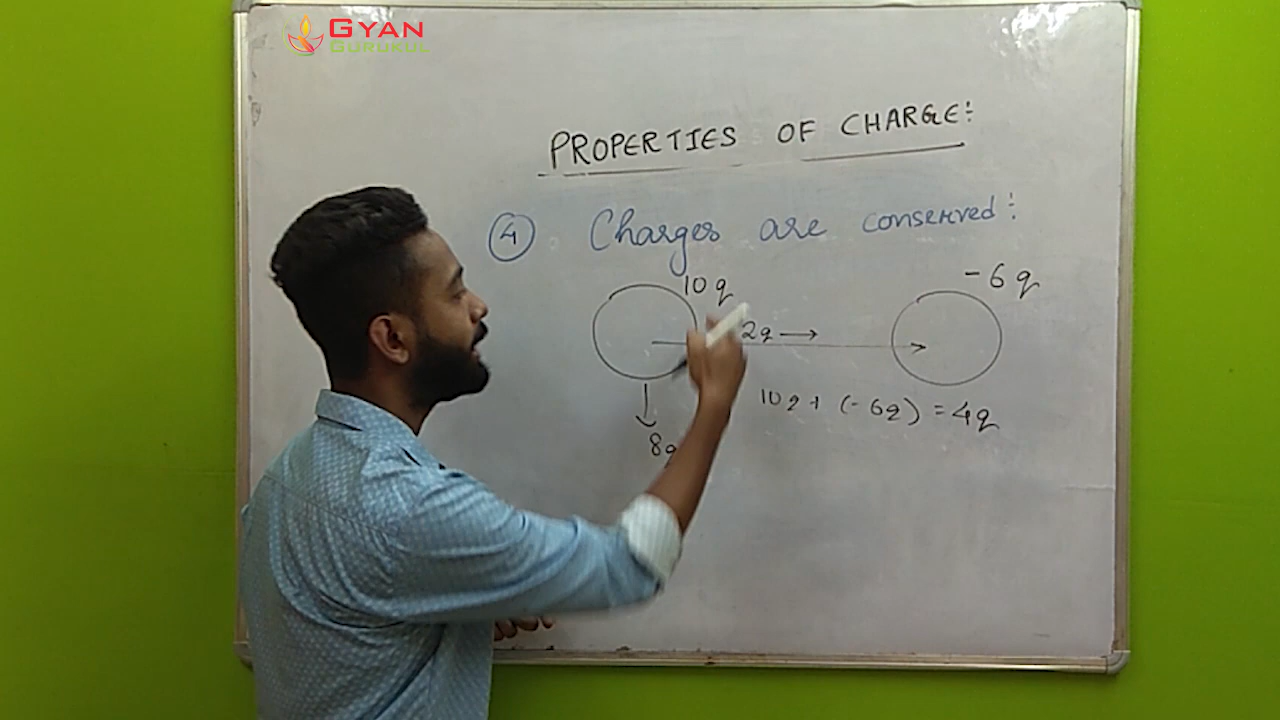 GYAN
GURUKUL
PROPERTIES OF CHARGE:
4 Charges are conserved:
10q
-6q
2q →
10q + (-6q) = 4q
8q